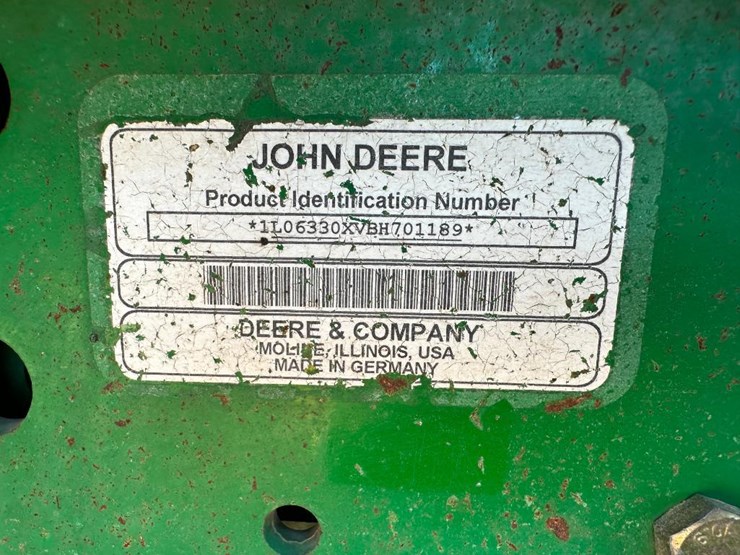 JOHN DEERE
Product Identification Number
*1L06330XVBH701189*
DEERE & COMPANY
MOLINE, ILLINOIS, USA
MADE IN GERMANY